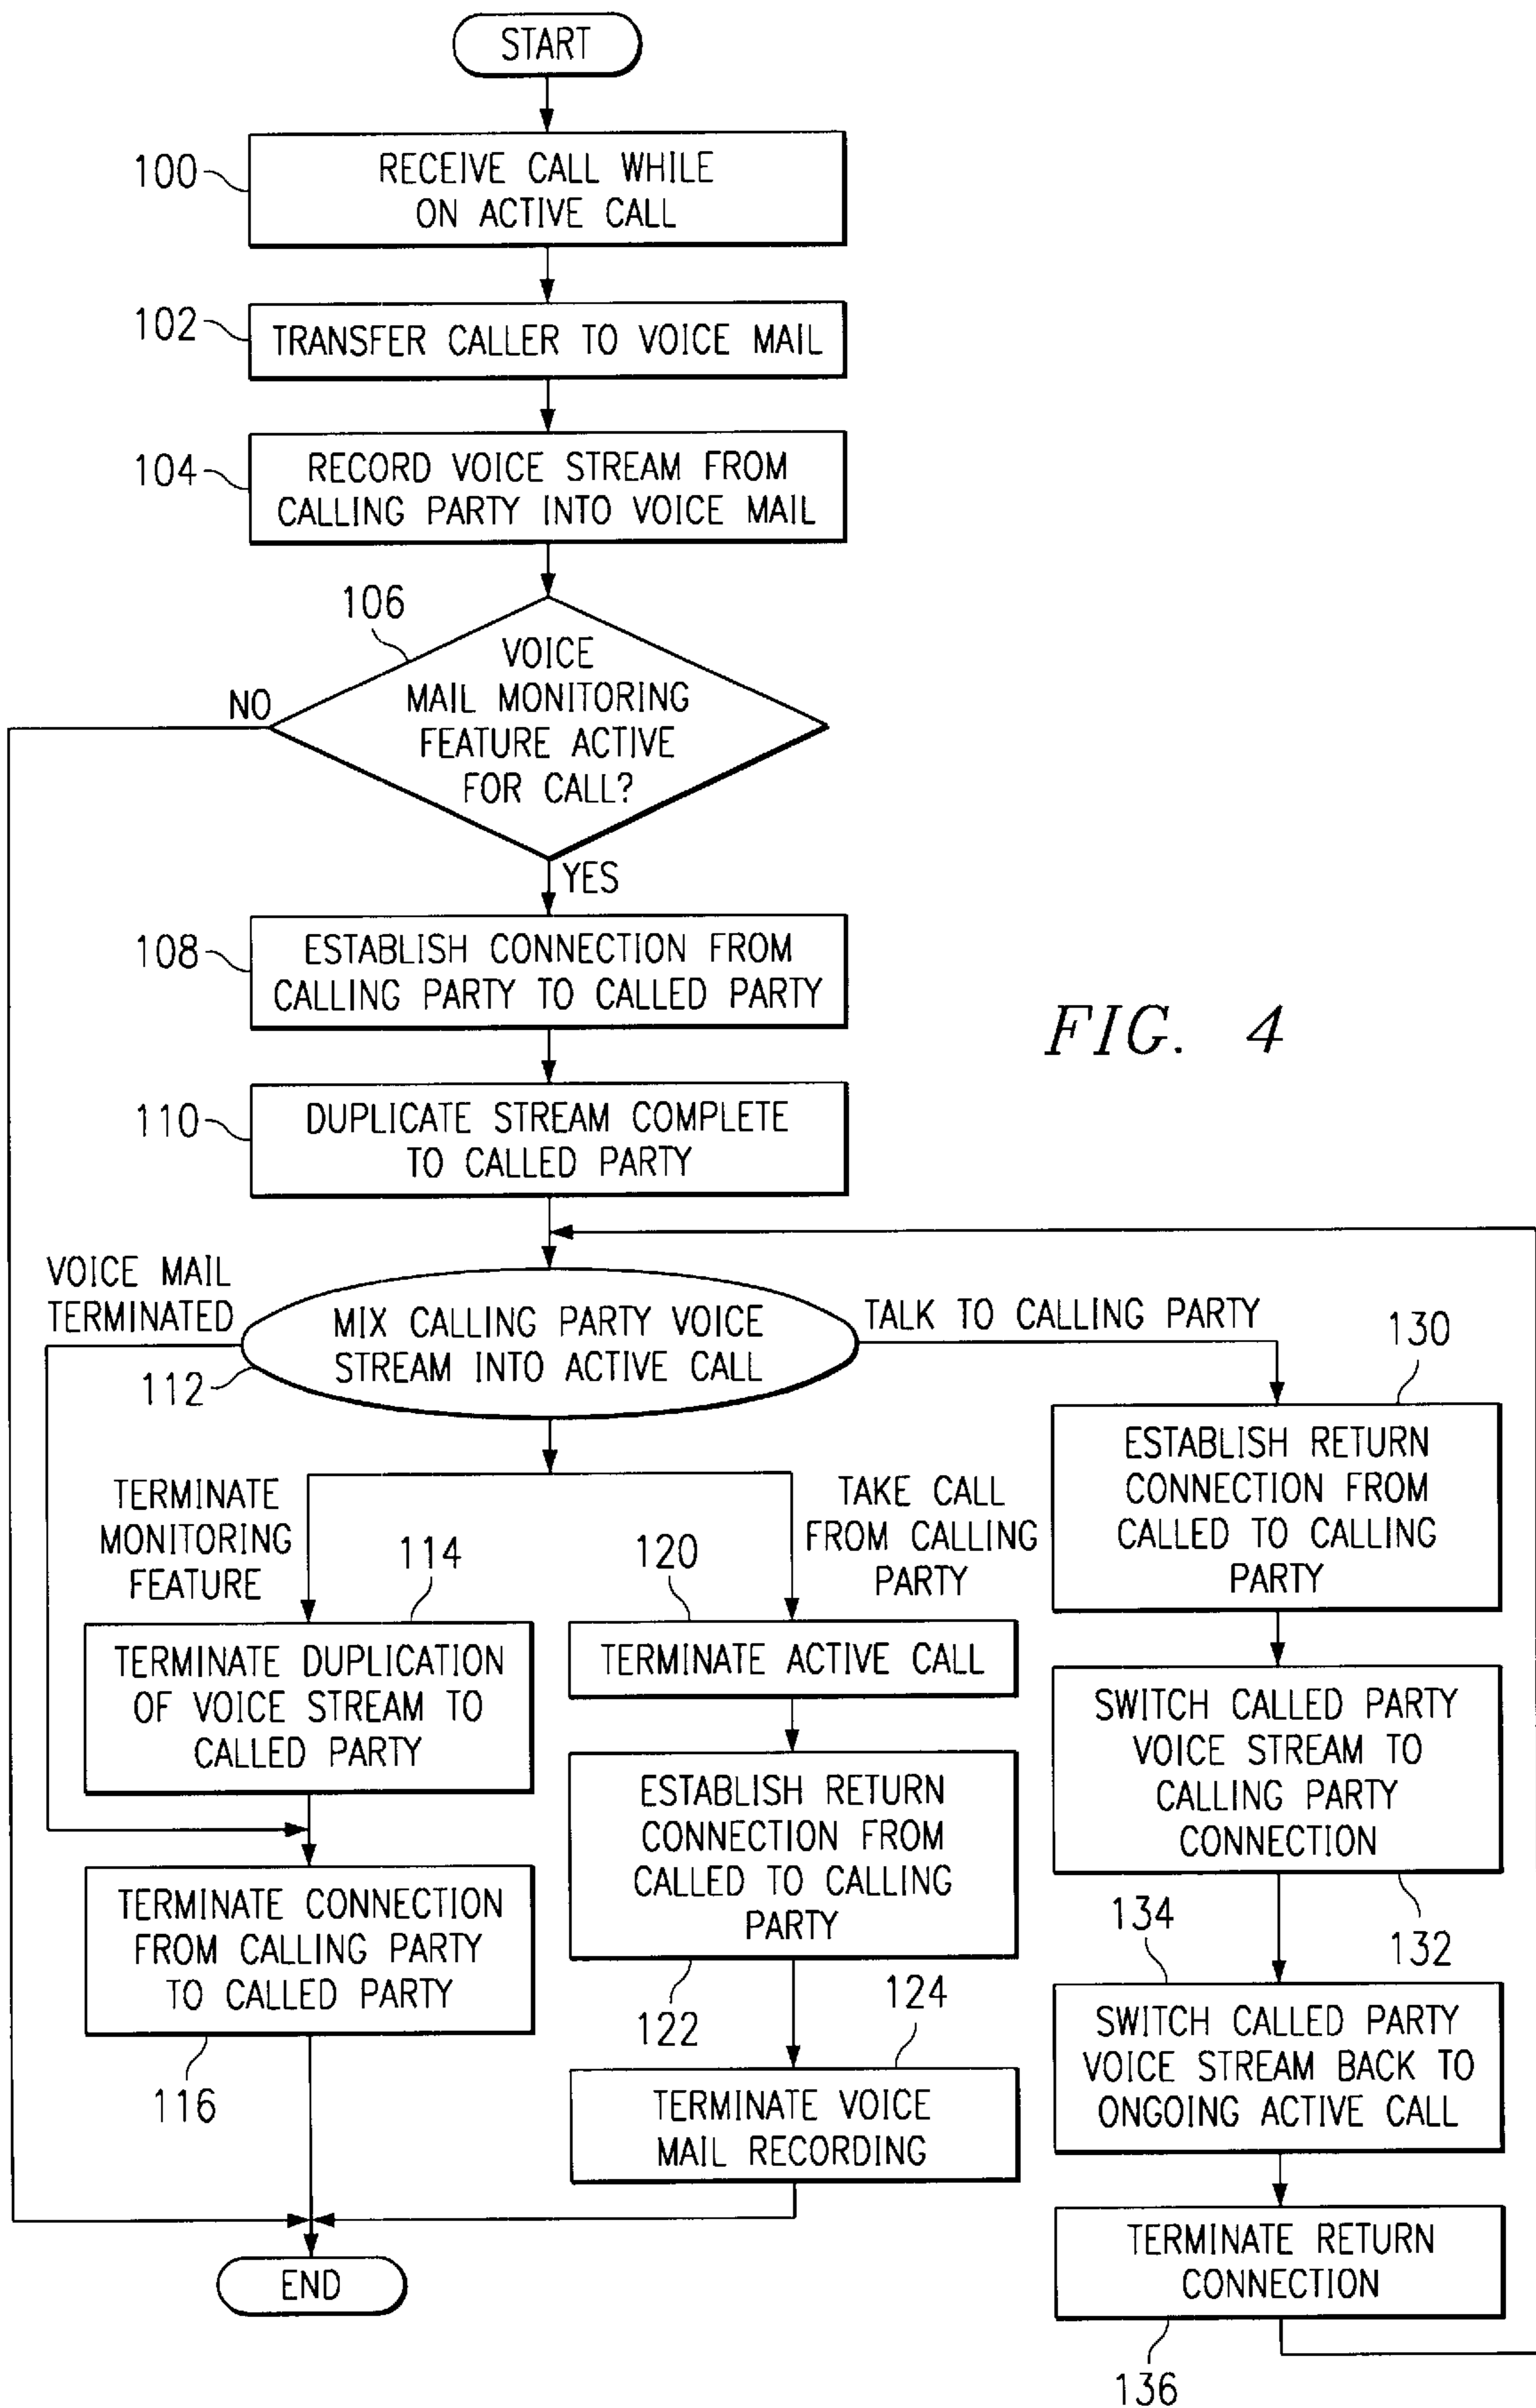 START
100
RECEIVE CALL WHILE
ON ACTIVE CALL
102
TRANSFER CALLER TO VOICE MAIL
104
RECORD VOICE STREAM FROM
CALLING PARTY INTO VOICE MAIL
106
VOICE
MAIL MONITORING
FEATURE ACTIVE
FOR CALL?
NO
YES
108
ESTABLISH CONNECTION FROM
CALLING PARTY TO CALLED PARTY
FIG. 4
110
DUPLICATE STREAM COMPLETE
TO CALLED PARTY
VOICE MAIL
TERMINATED
MIX CALLING PARTY VOICE
STREAM INTO ACTIVE CALL
112
TALK TO CALLING PARTY
130
ESTABLISH RETURN
CONNECTION FROM
CALLED TO CALLING
PARTY
TERMINATE
MONITORING
FEATURE
114
TERMINATE DUPLICATION
OF VOICE STREAM TO
CALLED PARTY
TAKE CALL
FROM CALLING
PARTY
120
TERMINATE ACTIVE CALL
SWITCH CALLED PARTY
VOICE STREAM TO
CALLING PARTY
CONNECTION
132
ESTABLISH RETURN
CONNECTION FROM
CALLED TO CALLING
PARTY
122
TERMINATE CONNECTION
FROM CALLING PARTY
TO CALLED PARTY
116
134
SWITCH CALLED PARTY
VOICE STREAM BACK TO
ONGOING ACTIVE CALL
124
TERMINATE VOICE
MAIL RECORDING
TERMINATE RETURN
CONNECTION
136
END